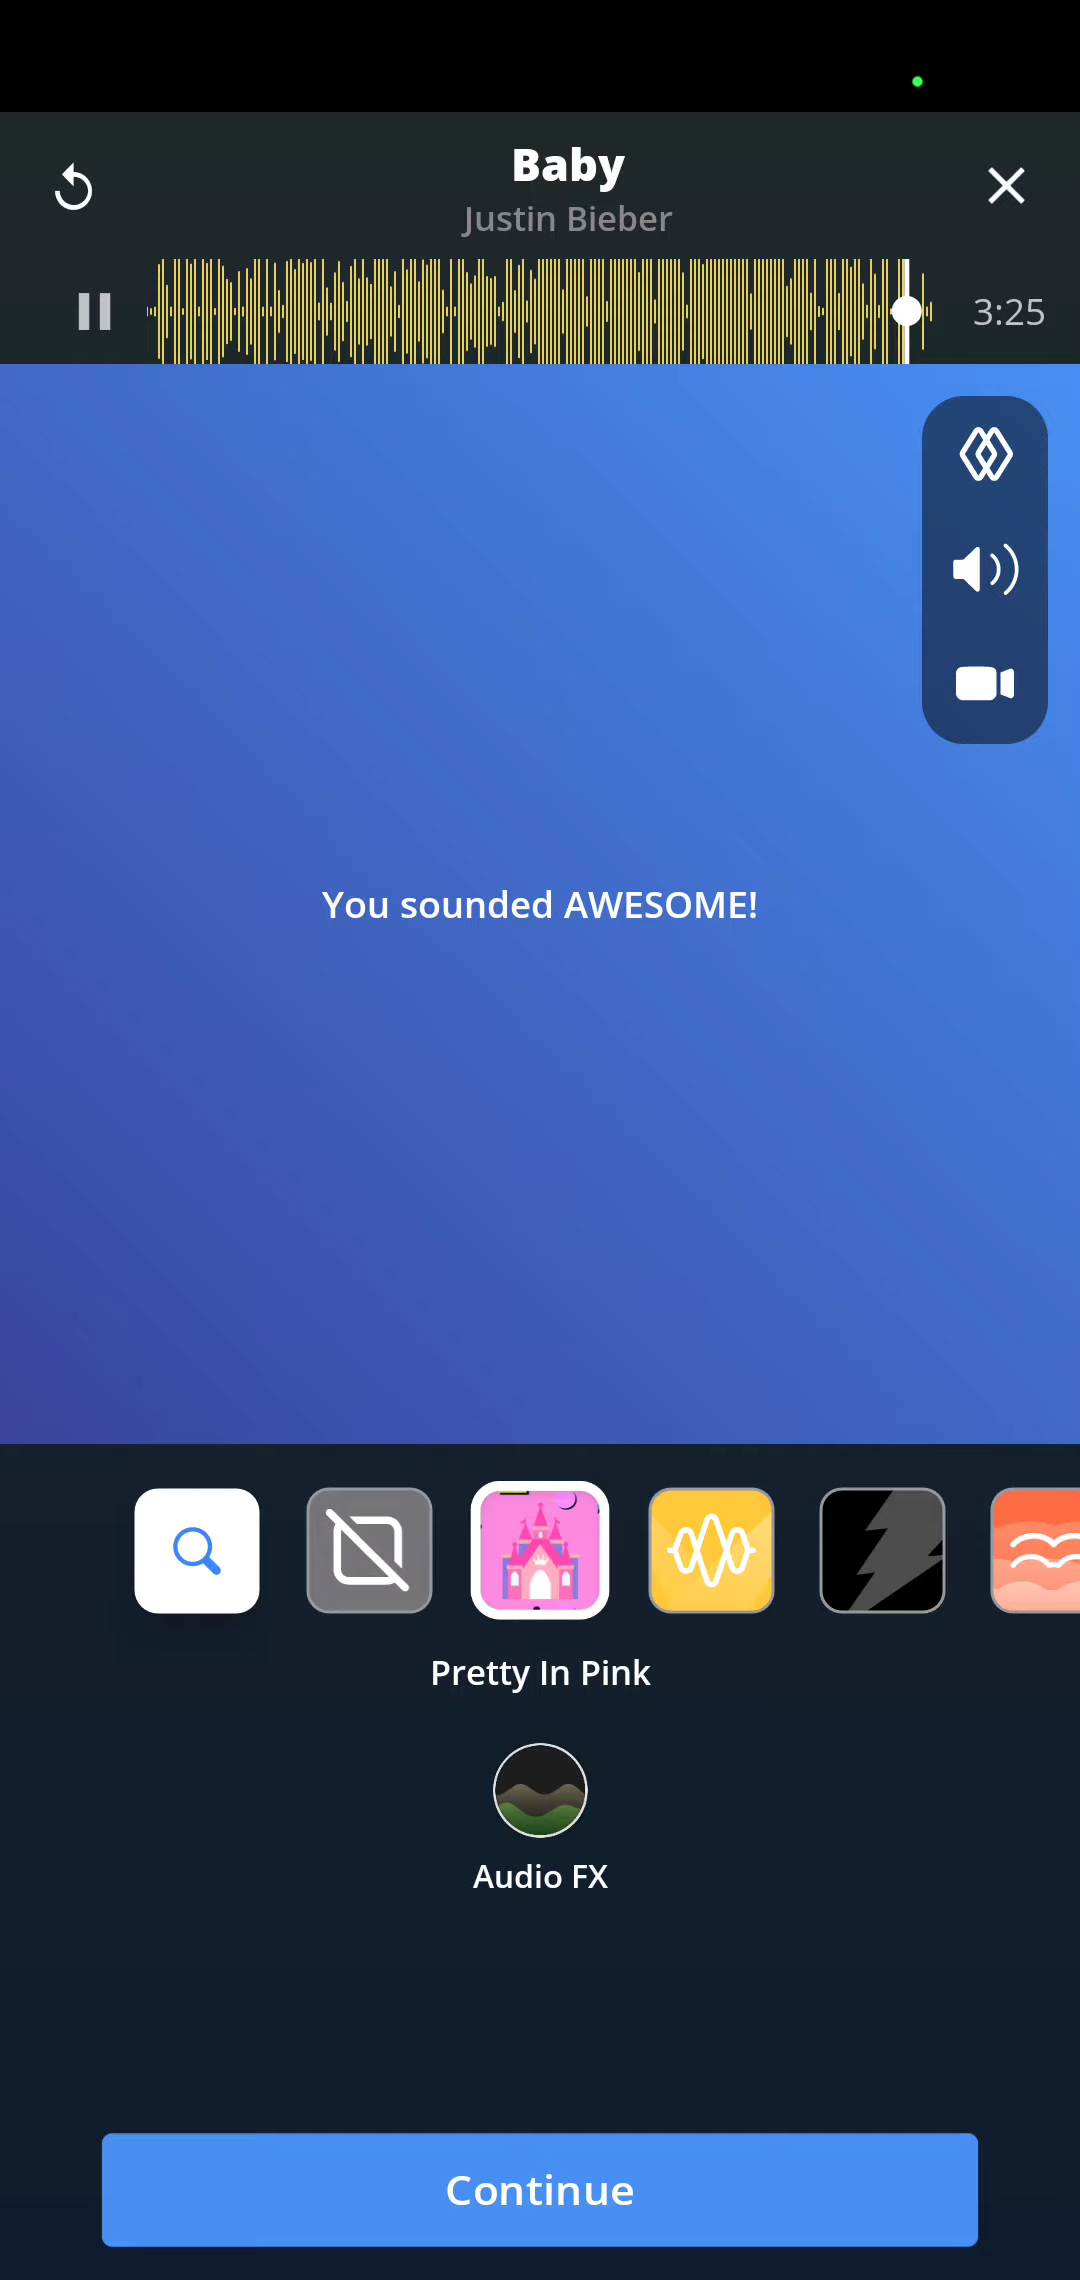 Baby
Justin Bieber
3:25
You sounded AWESOME!
Pretty In Pink
Audio FX
Continue